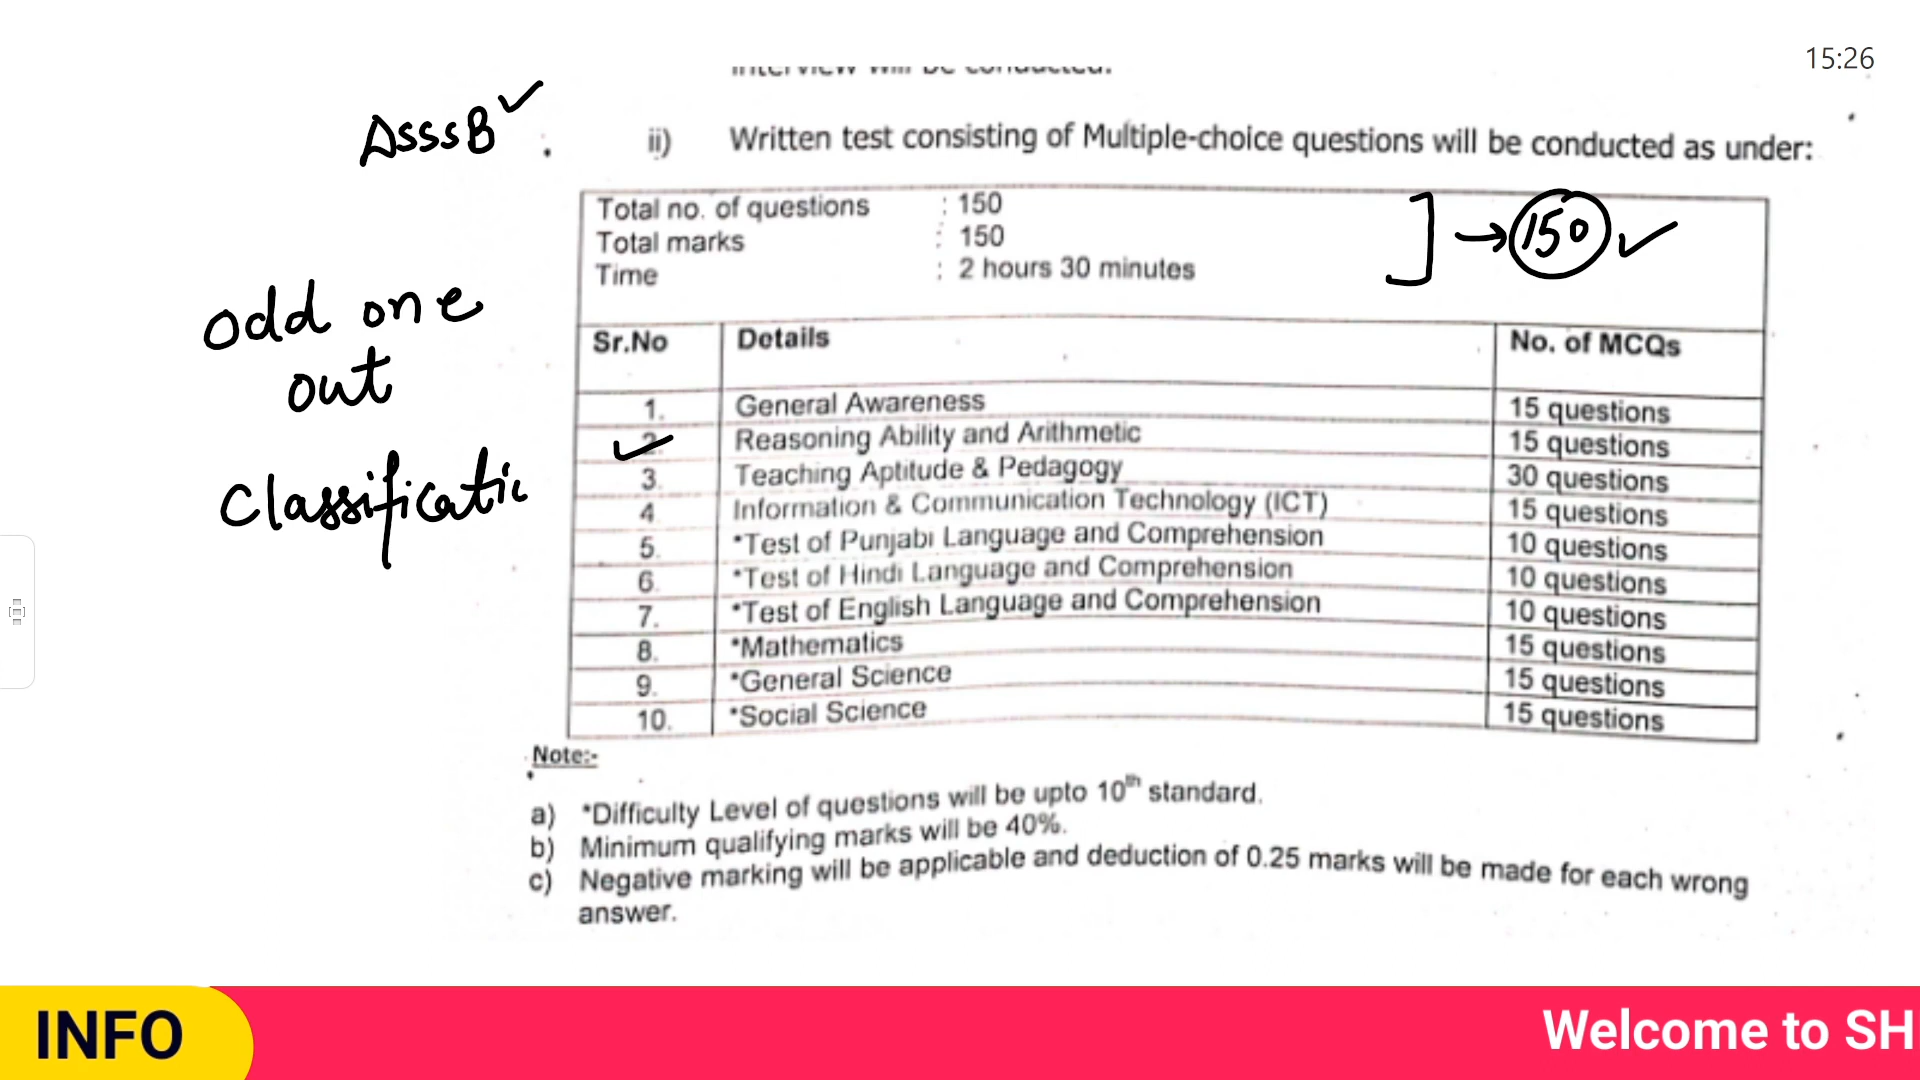 15:26
interview will be conducted.
DSSSB
ii) Written test consisting of Multiple-choice questions will be conducted as under:
Total no. of questions : 150
Total marks : 150
Time : 2 hours 30 minutes
150
odd one
out
Classificatio
Sr.No Details No. of MCQs
1. General Awareness 15 questions
2. Reasoning Ability and Arithmetic 15 questions
3. Teaching Aptitude & Pedagogy 30 questions
4. Information & Communication Technology (ICT) 15 questions
5. *Test of Punjabi Language and Comprehension 10 questions
6. *Test of Hindi Language and Comprehension 10 questions
7. *Test of English Language and Comprehension 10 questions
8. *Mathematics 15 questions
9. *General Science 15 questions
10. *Social Science 15 questions
Note:-
a) *Difficulty Level of questions will be upto 10th standard.
b) Minimum qualifying marks will be 40%.
c) Negative marking will be applicable and deduction of 0.25 marks will be made for each wrong
answer.
INFO
Welcome to SH